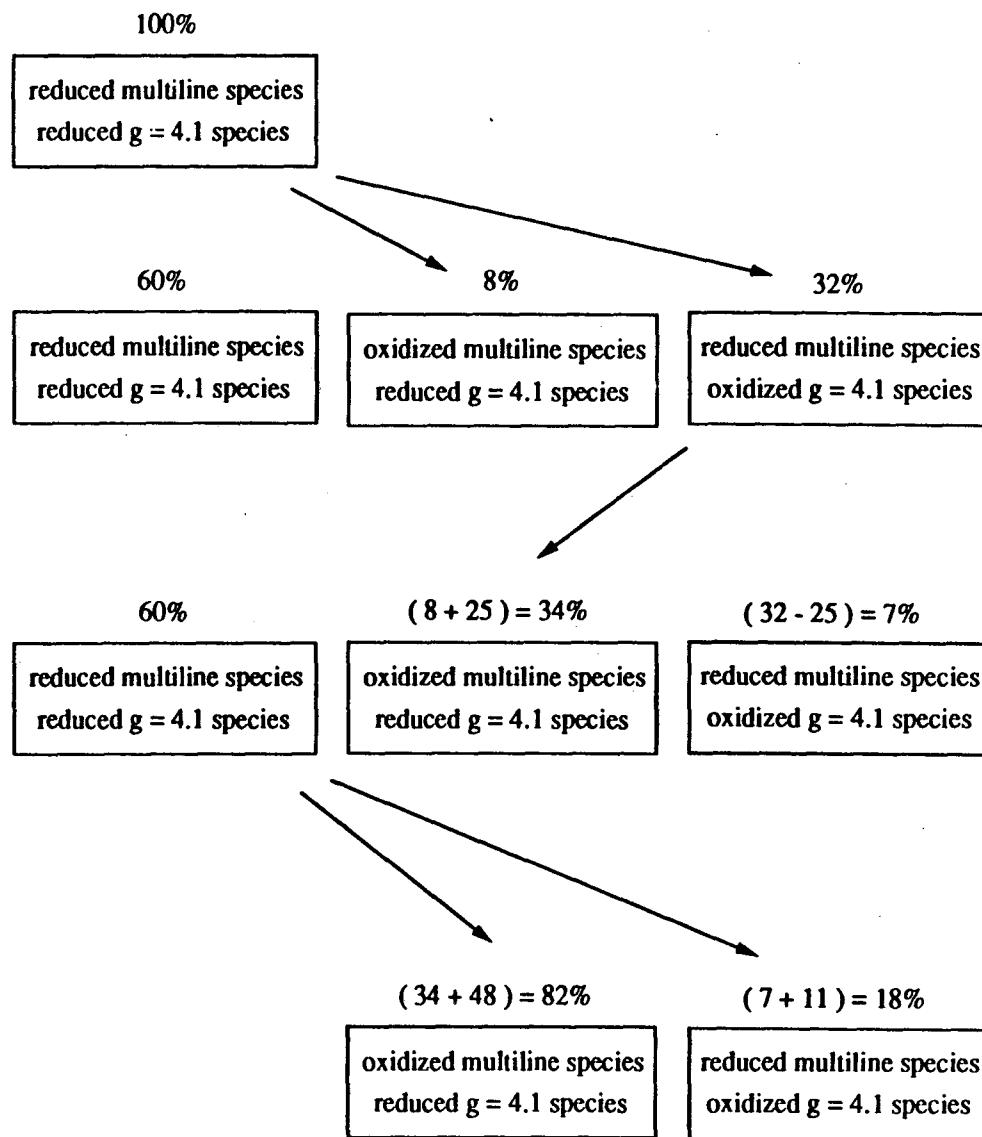 100%
reduced multiline species
reduced g = 4.1 species
60%
reduced multiline species
reduced g = 4.1 species
8%
oxidized multiline species
reduced g = 4.1 species
32%
reduced multiline species
oxidized g = 4.1 species
60%
reduced multiline species
reduced g = 4.1 species
( 8 + 25 ) = 34%
oxidized multiline species
reduced g = 4.1 species
( 32 - 25 ) = 7%
reduced multiline species
oxidized g = 4.1 species
( 34 + 48 ) = 82%
oxidized multiline species
reduced g = 4.1 species
( 7 + 11 ) = 18%
reduced multiline species
oxidized g = 4.1 species